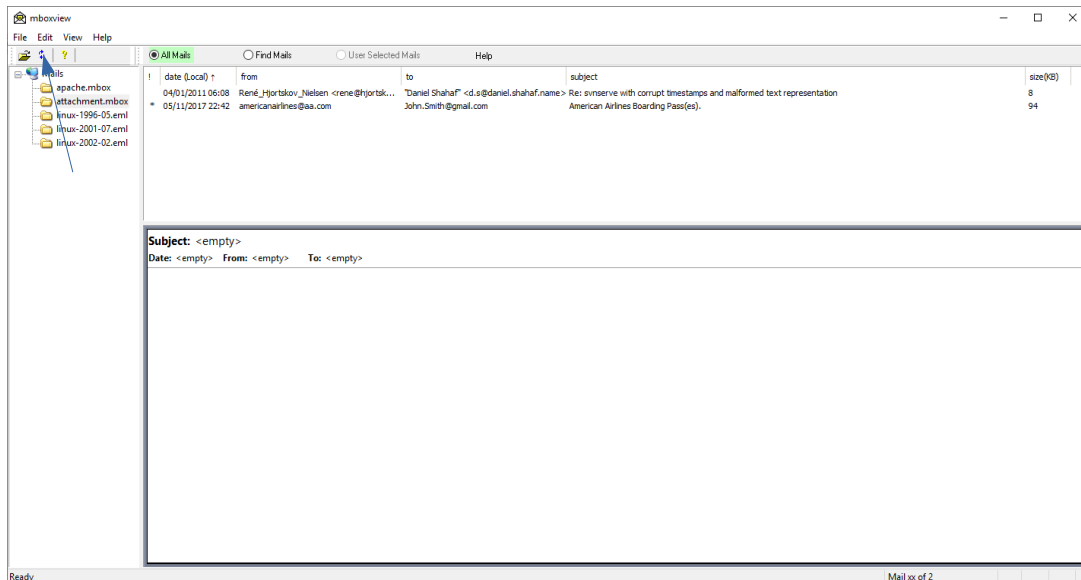 mboxview
File Edit View Help
? All Mails Find Mails User Selected Mails Help
mails
apache.mbox
attachment.mbox
linux-1996-05.eml
linux-2001-07.eml
linux-2002-02.eml
! date (Local) ↑ from to subject size(KB)
04/01/2011 06:08 René_Hjortskov_Nielsen <rene@hjortsk... "Daniel Shahaf" <d.s@daniel.shahaf.name> Re: svnserve with corrupt timestamps and malformed text representation 8
* 05/11/2017 22:42 americanairlines@aa.com John.Smith@gmail.com American Airlines Boarding Pass(es). 94
Subject: <empty>
Date: <empty> From: <empty> To: <empty>
Ready Mail xx of 2